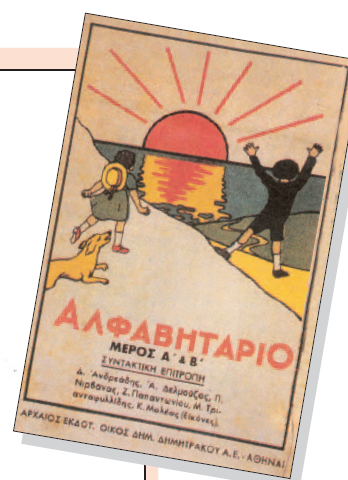 ΑΛΦΑΒΗΤΑΡΙΟ
ΜΕΡΟΣ Α΄ & Β΄
ΣΥΝΤΑΚΤΙΚΗ ΕΠΙΤΡΟΠΗ
Δ. Ἀνδρεάδης, Ἀ. Δελμοῦζος, Π.
Νιρβάνας, Ζ. Παπαντωνίου, Μ. Τρι-
ανταφυλλίδης, Κ. Μαλέας (Εἰκόνες).
ΑΡΧΑΙΟΣ ΕΚΔΟΤ. ΟΙΚΟΣ ΔΗΜ. ΔΗΜΗΤΡΑΚΟΥ Α.Ε. - ΑΘΗΝΑΙ